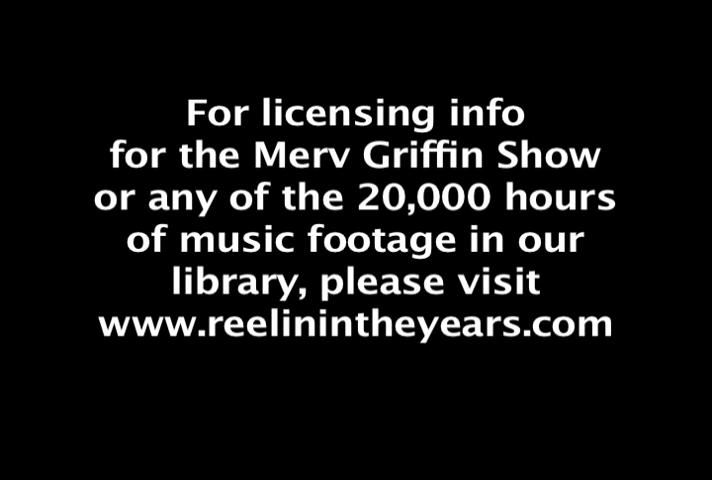 For licensing info
for the Merv Griffin Show
or any of the 20,000 hours
of music footage in our
library, please visit
www.reelinintheyears.com